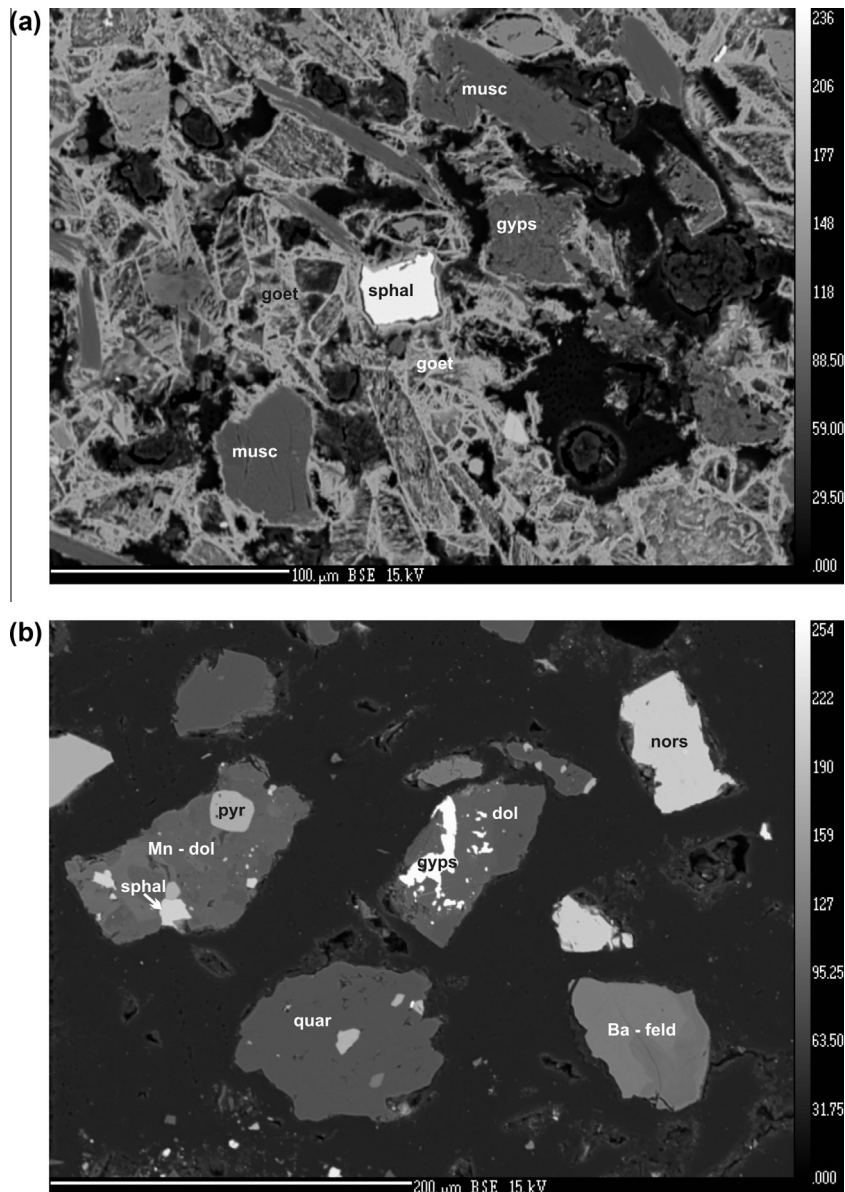 (a)
musc
gyps
goet
sphal
goet
musc
100. μm BSE 15. kV
236
206
177
148
118
88.50
59.00
29.50
.000
(b)
nors
pyr
dol
Mn - dol
gyps
sphal
quar
Ba - feld
200. μm BSE 15. kV
254
222
190
159
127
95.25
63.50
31.75
.000